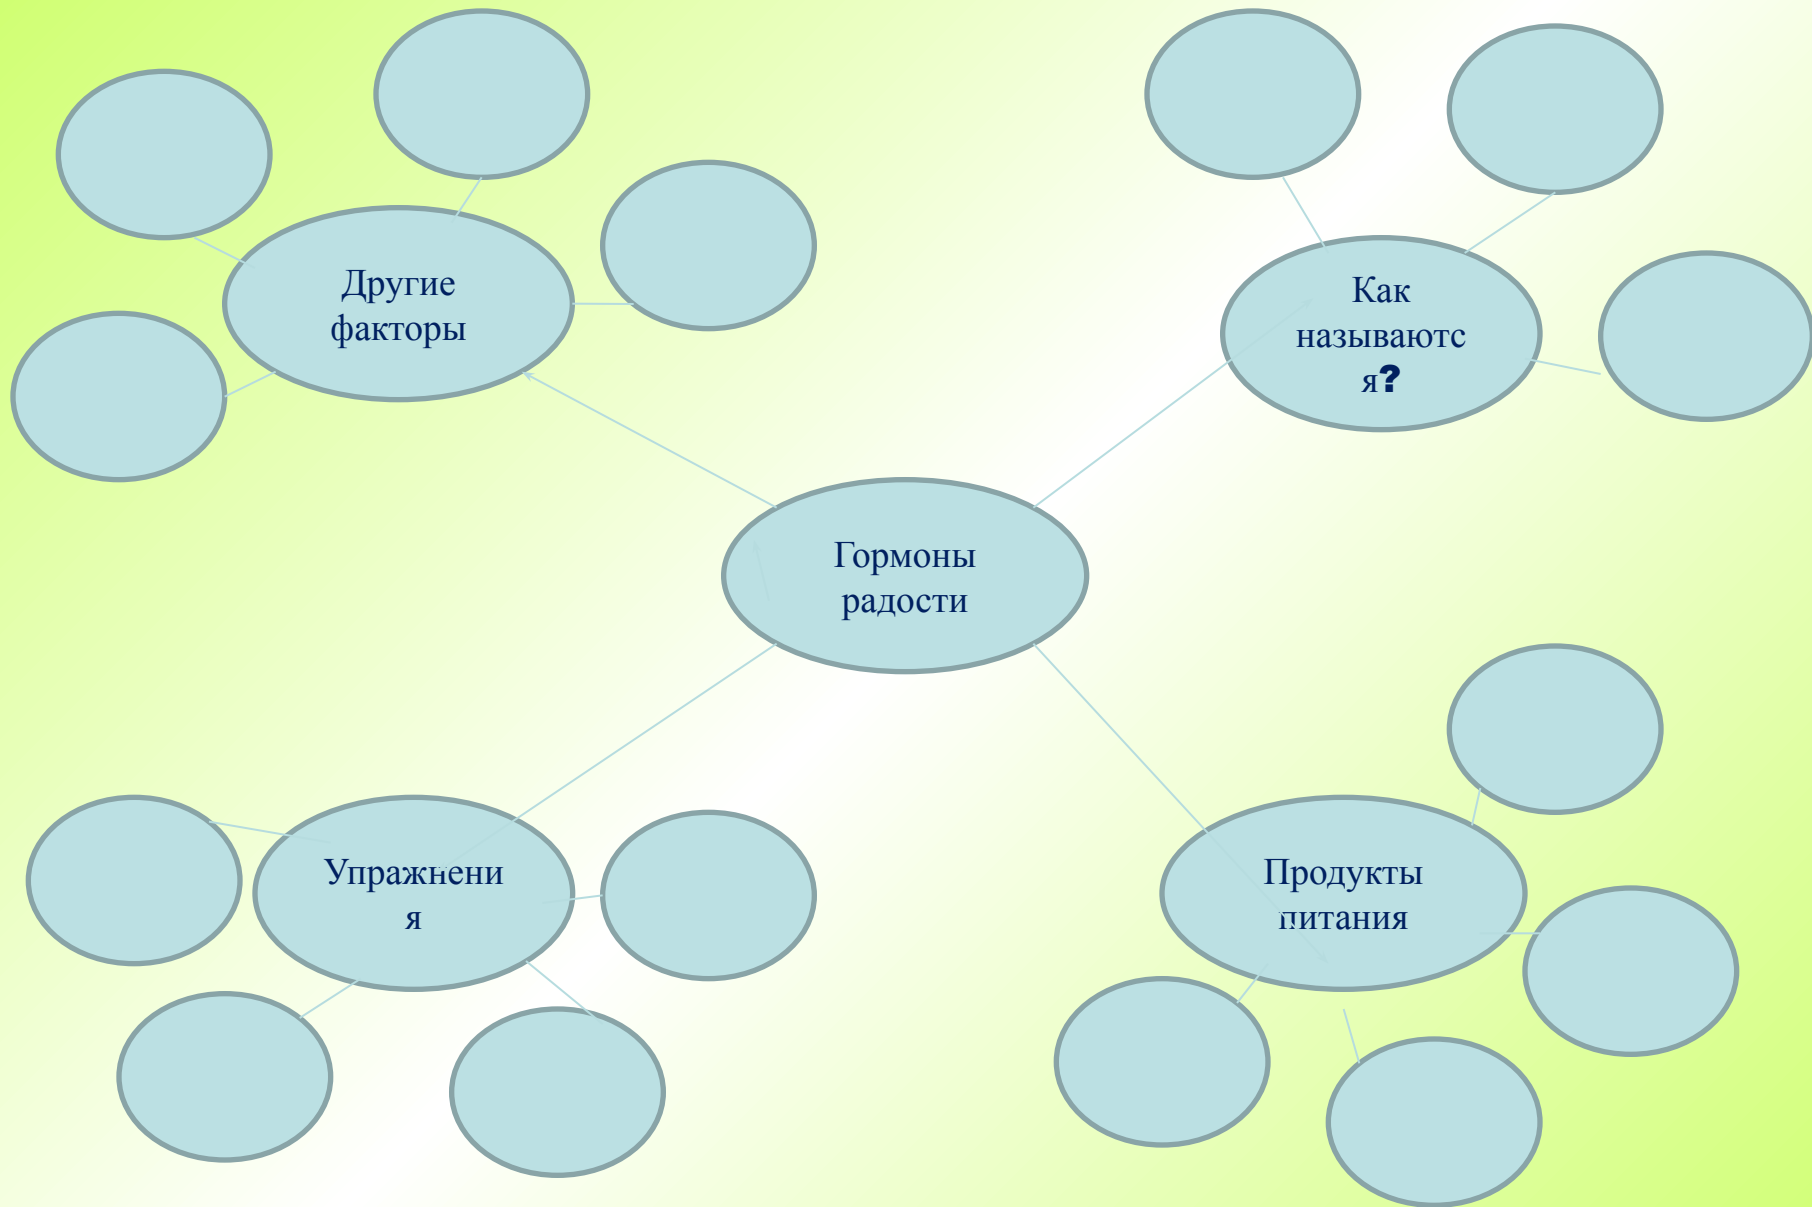 Другие
факторы
Как
называютс
я?
Гормоны
радости
Упражнени
я
Продукты
питания